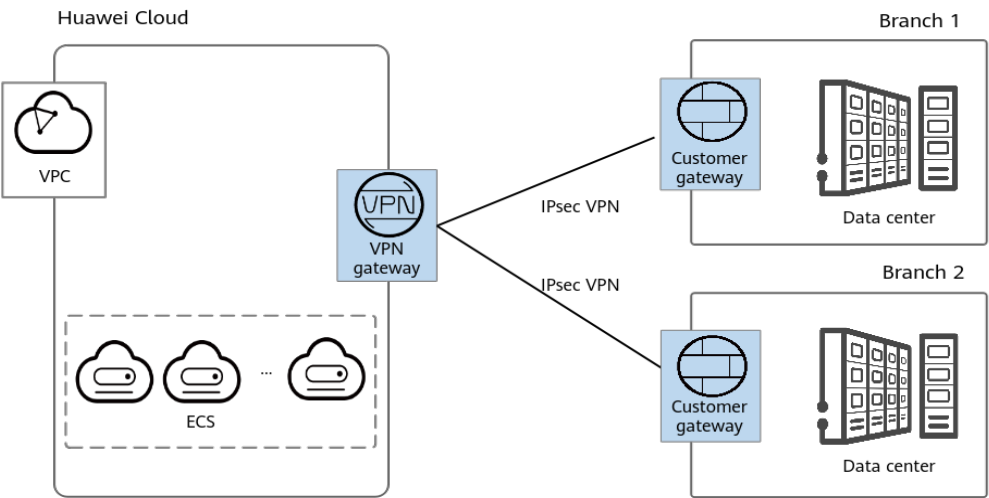 Huawei Cloud
Branch 1
VPC
VPN
VPN
gateway
ECS
...
IPsec VPN
IPsec VPN
Customer
gateway
Data center
Branch 2
Customer
gateway
Data center